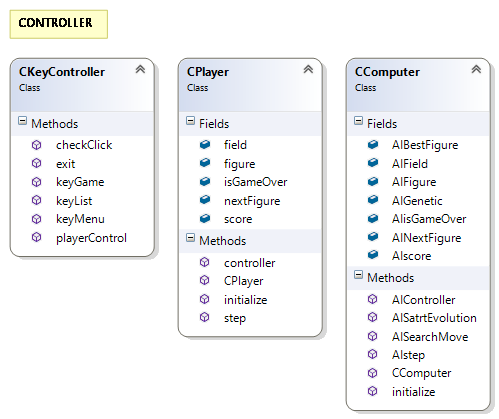 CONTROLLER
CKeyController
Class
Methods
checkClick
exit
keyGame
keyList
keyMenu
playerControl
CPlayer
Class
Fields
field
figure
isGameOver
nextFigure
score
Methods
controller
CPlayer
initialize
step
CComputer
Class
Fields
AIBestFigure
AIField
AIFigure
AIGenetic
AIisGameOver
AINextFigure
AIscore
Methods
AIController
AISatrtEvolution
AISearchMove
AIstep
CComputer
initialize